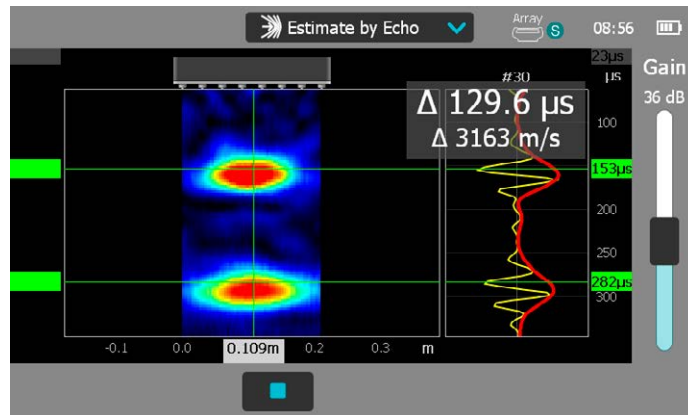 Estimate by Echo
Array
S
08:56
23µs
µs
Gain
36 dB
#30
Δ 129.6 µs
Δ 3163 m/s
100
153µs
200
250
282µs
300
-0.1 0.0 0.109m 0.2 0.3 m